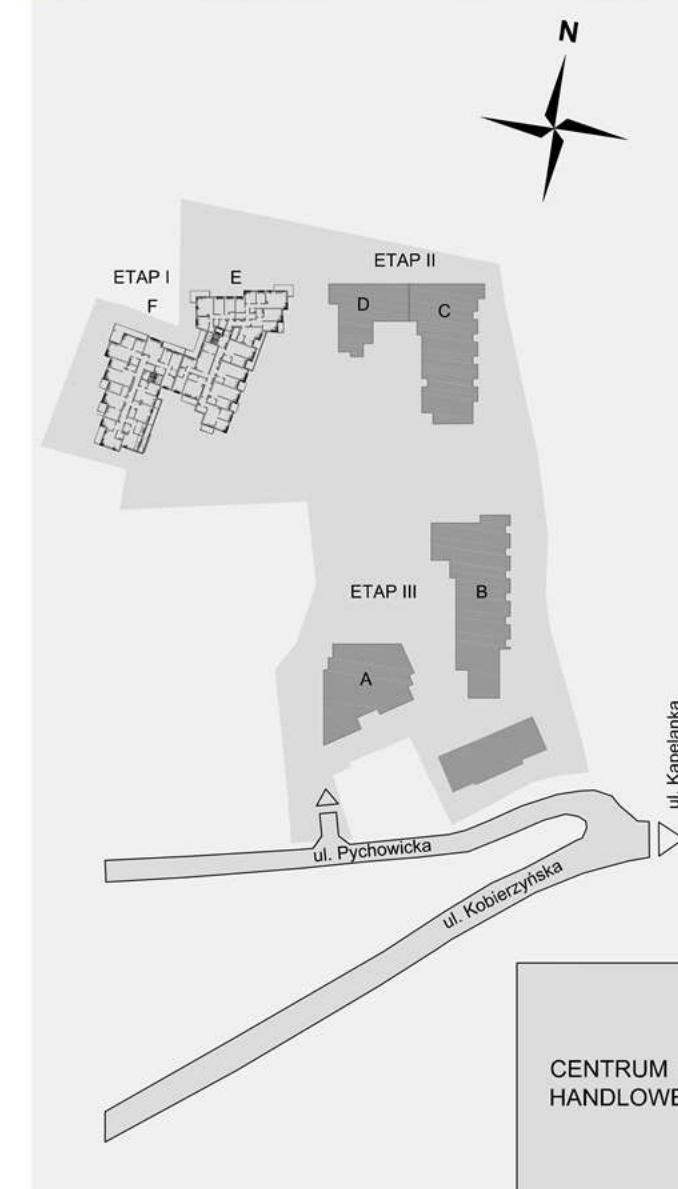 N
ETAP II
ETAP I
E
F
D
C
ETAP III
B
A
ul. Kapelanka
ul. Pychowicka
ul. Kobierzyńska
CENTRUM
HANDLOWE